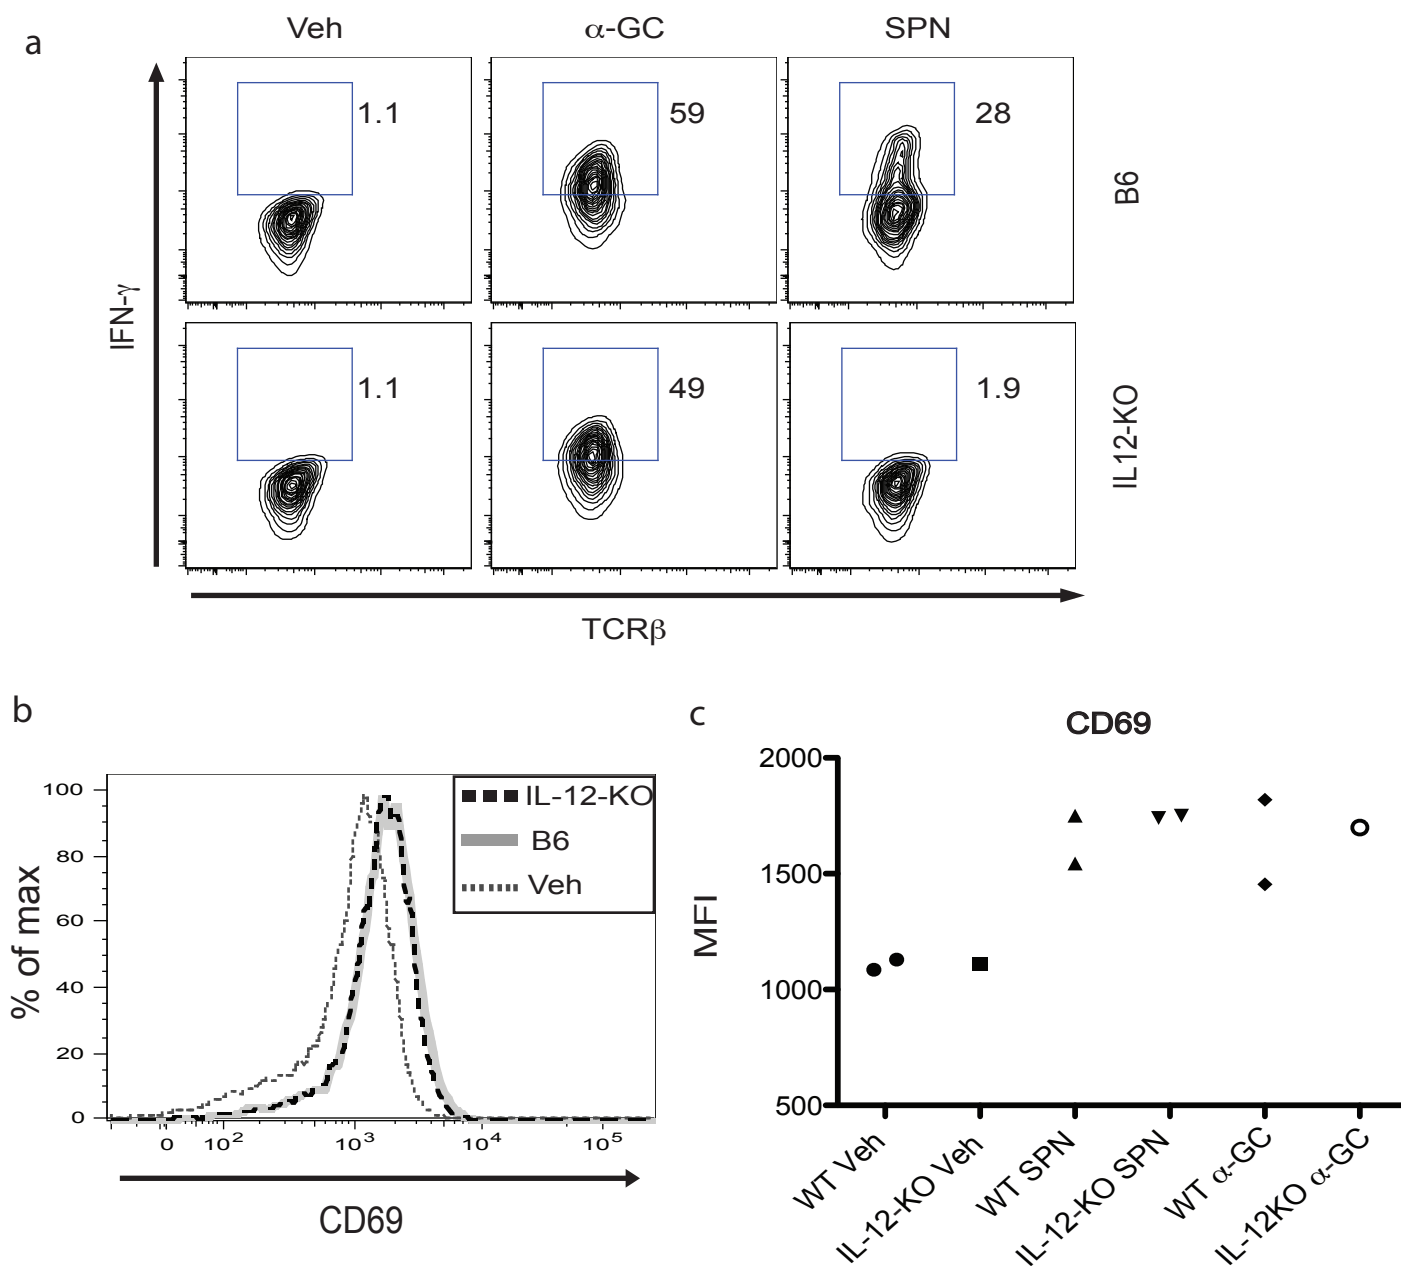 a
Veh α-GC SPN
1.1 59 28
B6
IFN-γ
1.1 49 1.9
IL12-KO
TCRβ
b
100
80
60
40
20
0
% of max
IL-12-KO
B6
Veh
0 10² 10³ 10⁴ 10⁵
CD69
c
CD69
2000
1500
1000
500
MFI
WT Veh
IL-12-KO Veh
WT SPN
IL-12-KO SPN
WT α-GC
IL-12KO α-GC